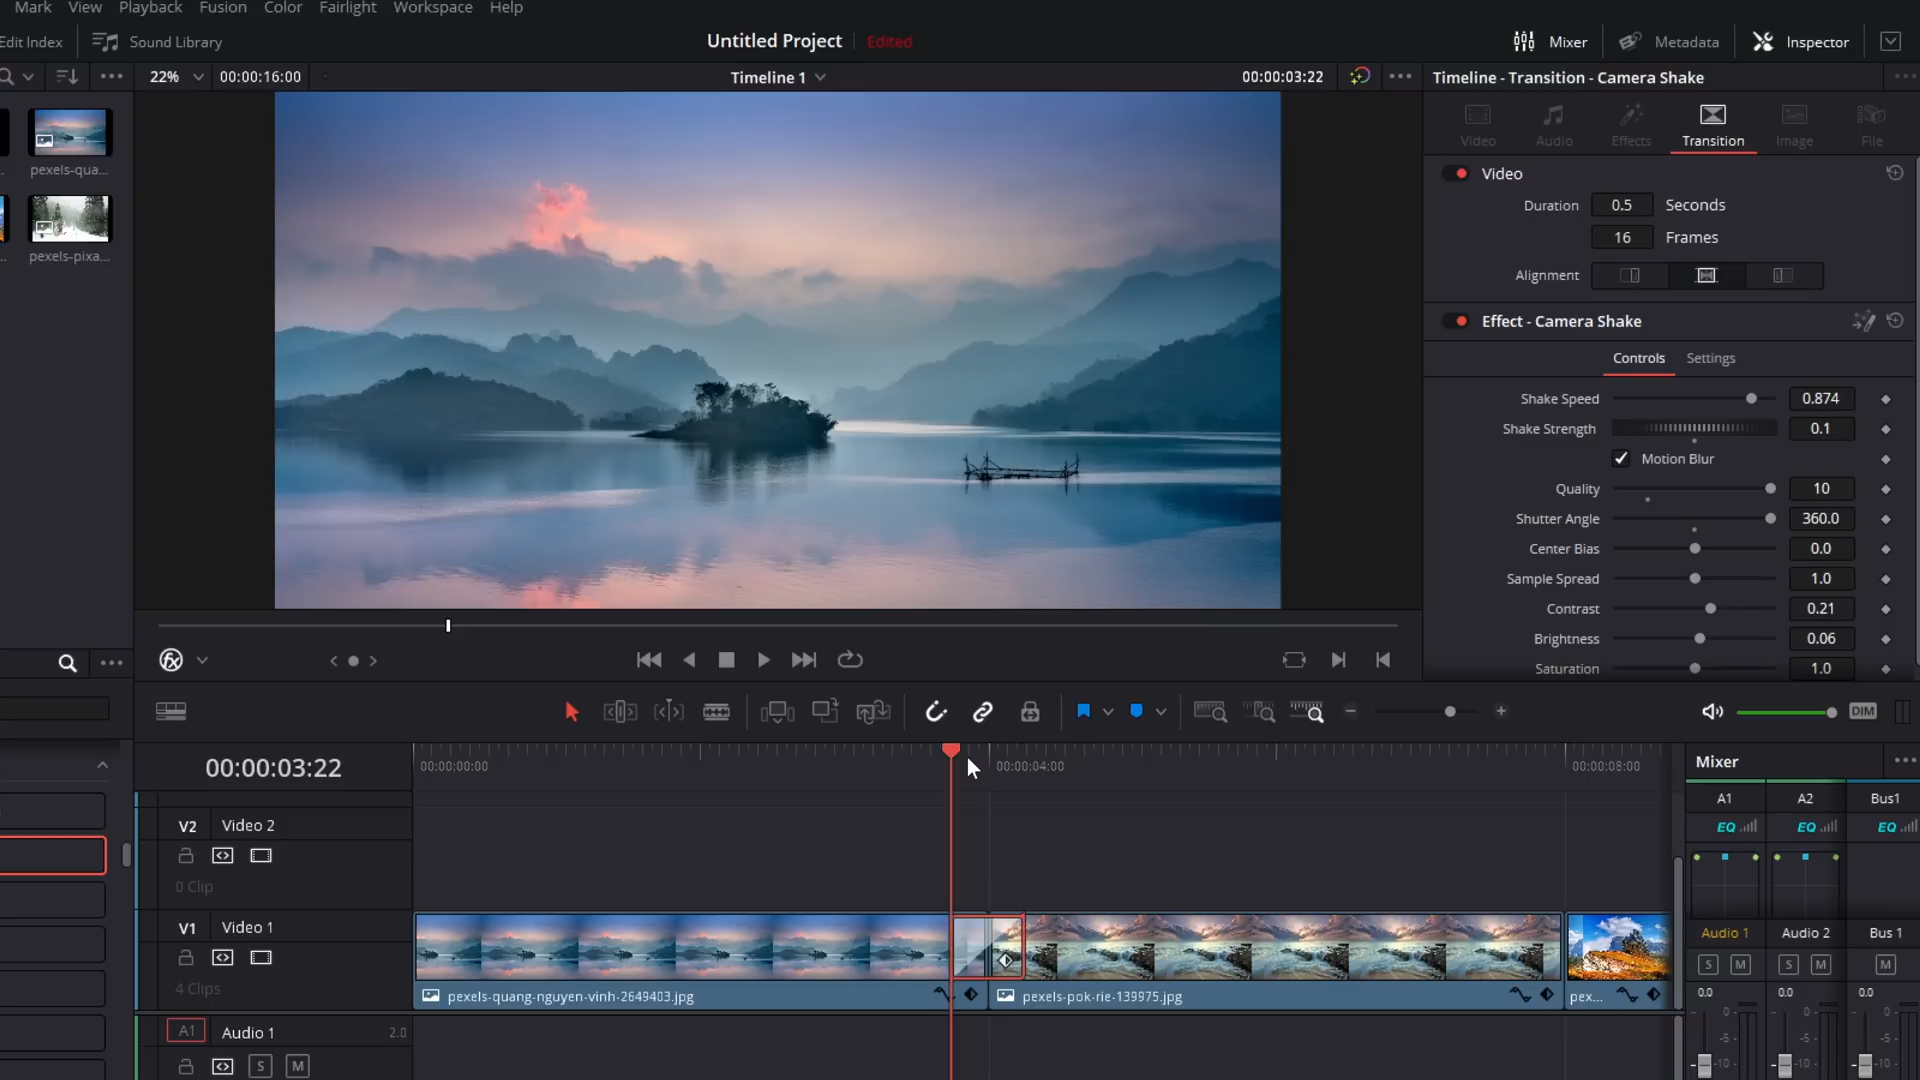 Mark View Playback Fusion Color Fairlight Workspace Help
Edit Index Sound Library Untitled Project Edited Mixer Metadata Inspector
22% 00:00:16:00 Timeline 1 00:00:03:22 Timeline - Transition - Camera Shake
Video Audio Effects Transition Image File
pexels-qua...
pexels-pixa...
Video
Duration 0.5 Seconds
16 Frames
Alignment
Effect - Camera Shake
Controls Settings
Shake Speed 0.874
Shake Strength 0.1
Motion Blur
Quality 10
Shutter Angle 360.0
Center Bias 0.0
Sample Spread 1.0
Contrast 0.21
Brightness 0.06
Saturation 1.0
DIM
00:00:03:22 00:00:00:00 00:00:04:00 00:00:08:00
V2 Video 2
0 Clip
V1 Video 1
4 Clips
pexels-quang-nguyen-vinh-2649403.jpg pexels-pok-rie-139975.jpg pex...
A1 Audio 1 2.0
S M
Mixer
A1 A2 Bus1
EQ EQ EQ
Audio 1 Audio 2 Bus 1
S M S M M
0.0 0.0 0.0
0 0 0
-5 -5 -5
-10 -10 -10